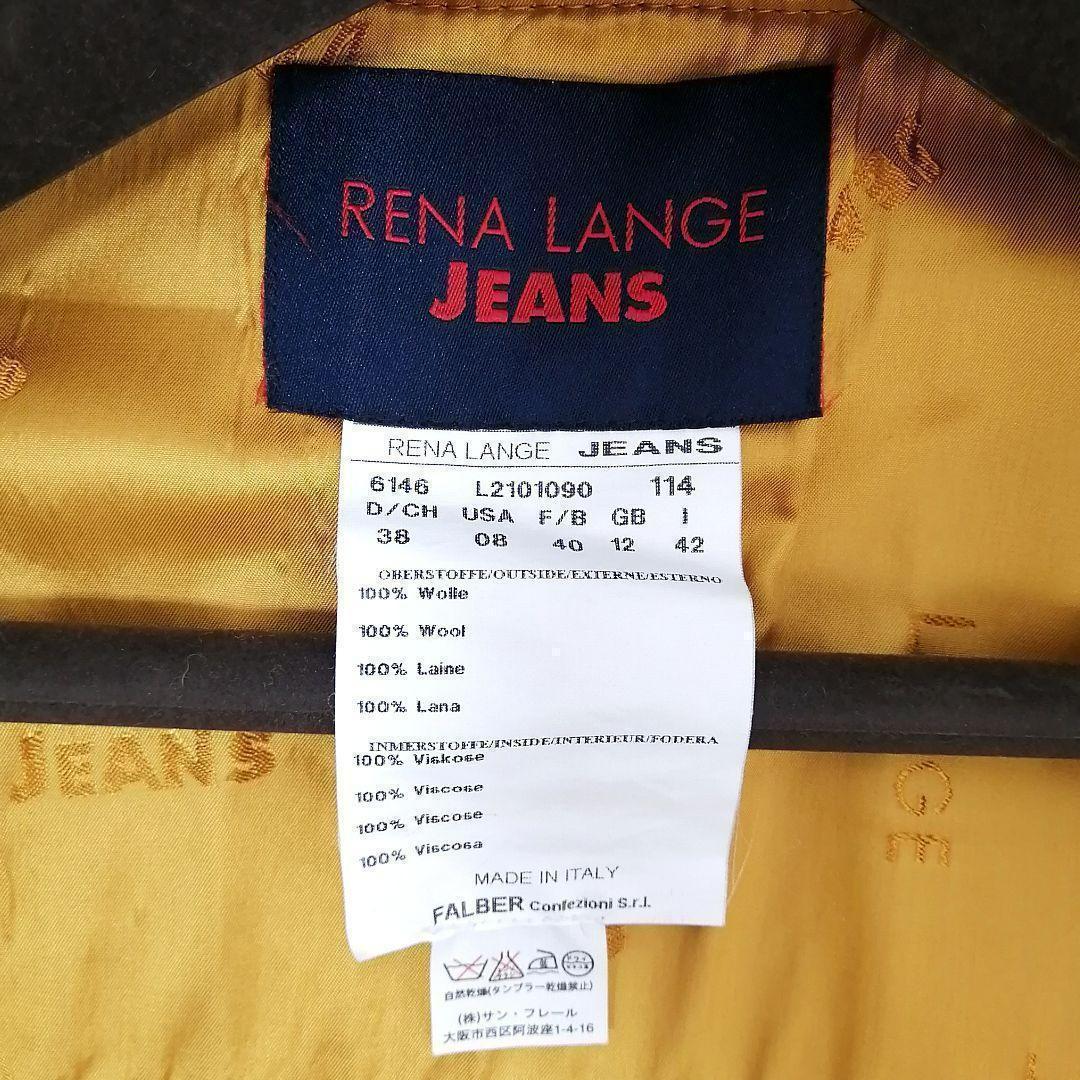 RENA LANGE
JEANS
RENA LANGE JEANS
6146 L2101090 114
D/CH USA F/B GB I
38 08 40 12 42
OBERSTOFFE/OUTSIDE/EXTERNE/ESTERNO
100% Wolle
100% Wool
100% Laine
100% Lana
INMERSTOFFE/INSIDE/INTERIEUR/FODERA
100% Viskose
100% Viscose
100% Viscose
100% Viscosa
MADE IN ITALY
FALBER Confezioni S.r.l.
自然乾燥(タンブラー乾燥禁止)
(株)サン・フレール
大阪市西区阿波座1-4-16
JEANS
G E